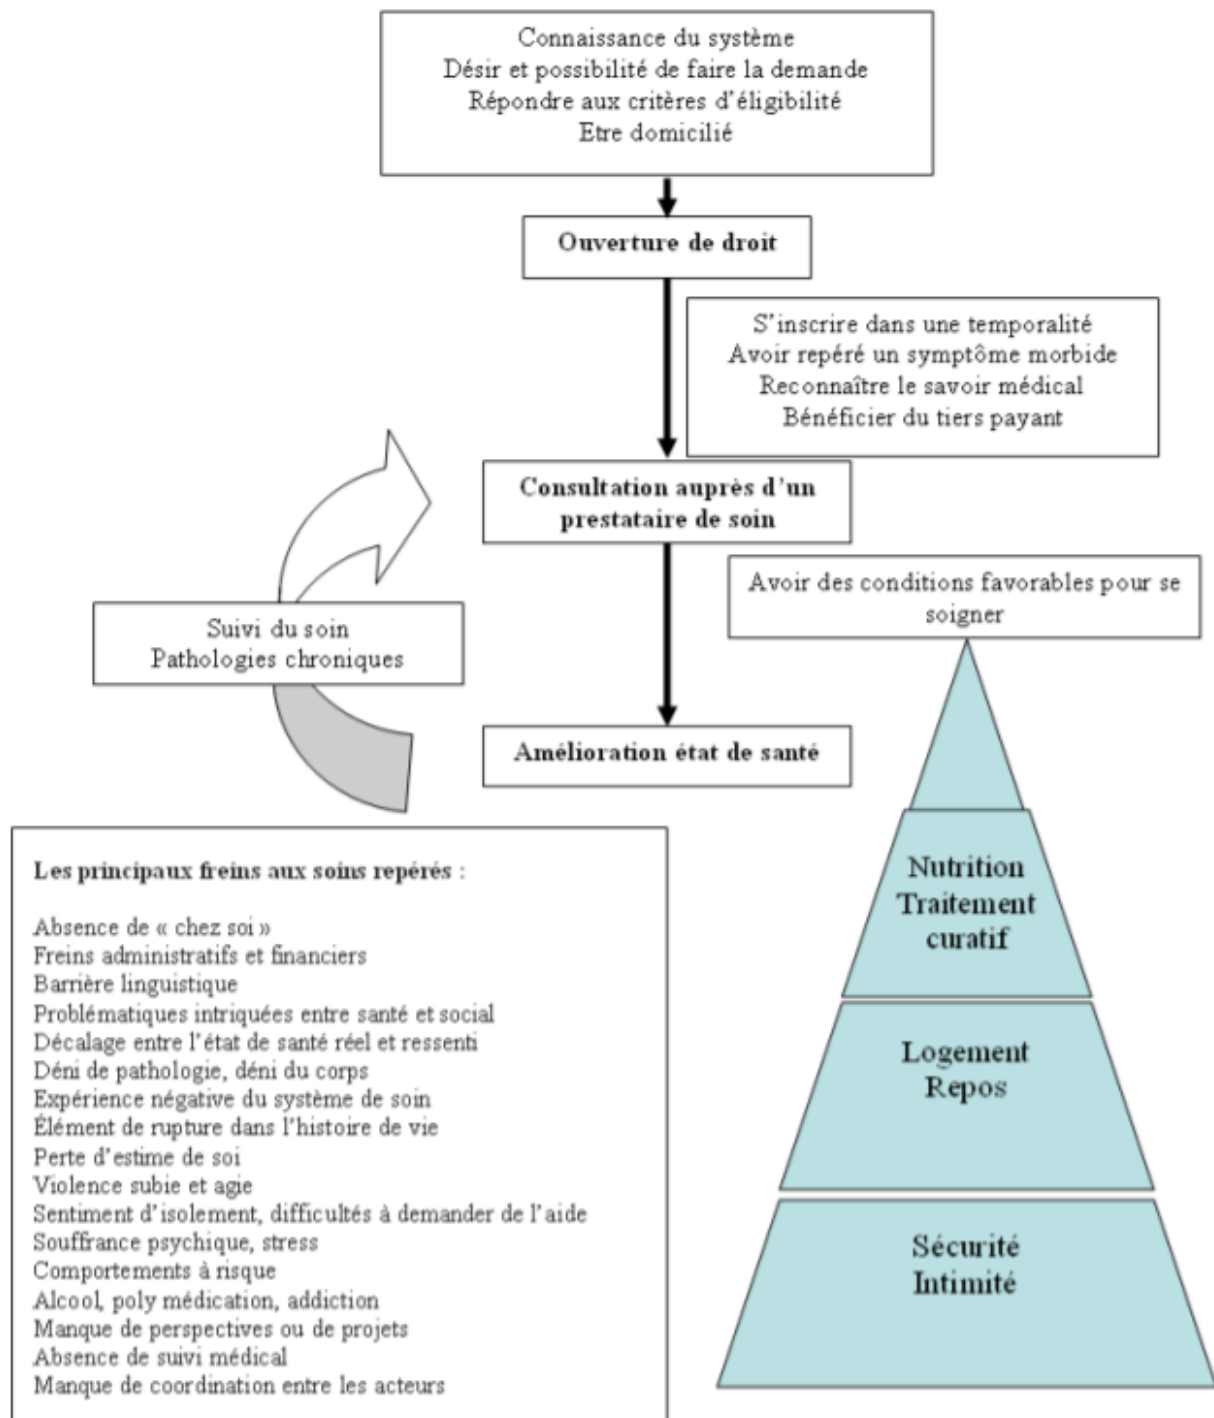 Connaissance du système
Désir et possibilité de faire la demande
Répondre aux critères d'éligibilité
Etre domicilié
Ouverture de droit
S'inscrire dans une temporalité
Avoir repéré un symptôme morbide
Reconnaître le savoir médical
Bénéficier du tiers payant
Consultation auprès d'un
prestataire de soin
Avoir des conditions favorables pour se
soigner
Suivi du soin
Pathologies chroniques
Amélioration état de santé
Les principaux freins aux soins repérés :
Absence de « chez soi »
Freins administratifs et financiers
Barrière linguistique
Problématiques intriquées entre santé et social
Décalage entre l'état de santé réel et ressenti
Déni de pathologie, déni du corps
Expérience négative du système de soin
Élément de rupture dans l'histoire de vie
Perte d'estime de soi
Violence subie et agie
Sentiment d'isolement, difficultés à demander de l'aide
Souffrance psychique, stress
Comportements à risque
Alcool, poly médication, addiction
Manque de perspectives ou de projets
Absence de suivi médical
Manque de coordination entre les acteurs
Nutrition
Traitement
curatif
Logement
Repos
Sécurité
Intimité